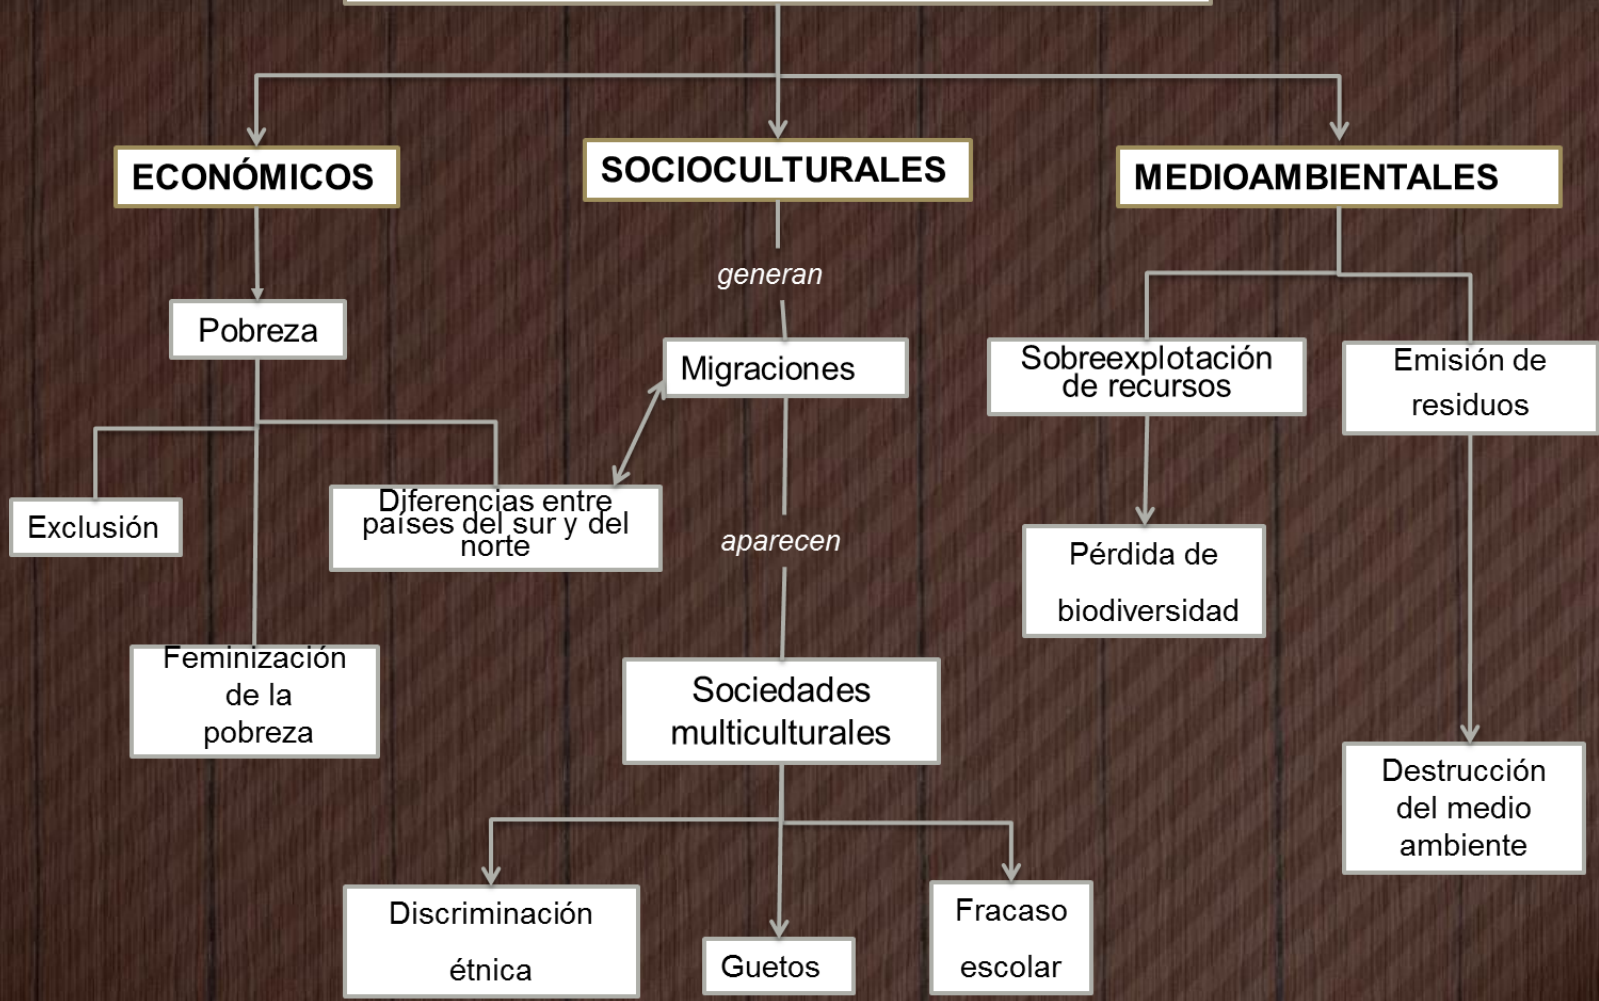 ECONÓMICOS
SOCIOCULTURALES
MEDIOAMBIENTALES
generan
Pobreza
Migraciones
Sobreexplotación
de recursos
Emisión de
residuos
Exclusión
Diferencias entre
países del sur y del
norte
aparecen
Pérdida de
biodiversidad
Feminización
de la
pobreza
Sociedades
multiculturales
Destrucción
del medio
ambiente
Discriminación
étnica
Guetos
Fracaso
escolar